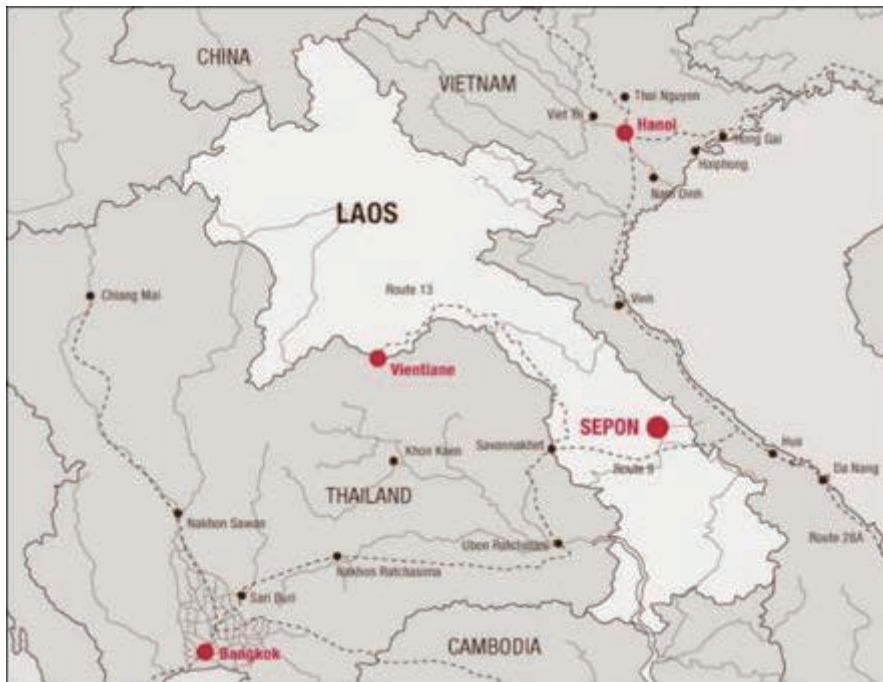 CHINA
VIETNAM
Thai Nguyen
Viet Tri
Hanoi
Hong Gai
Haiphong
Nam Dinh
LAOS
Route 13
Chiang Mai
Vinh
Vientiane
SEPON
Savannakhet
Hue
Khon Kaen
Route 9
Da Nang
THAILAND
Nakhon Sawan
Ubon Ratchatani
Route 28A
Nakhon Ratchasima
Sari Buri
Bangkok
CAMBODIA